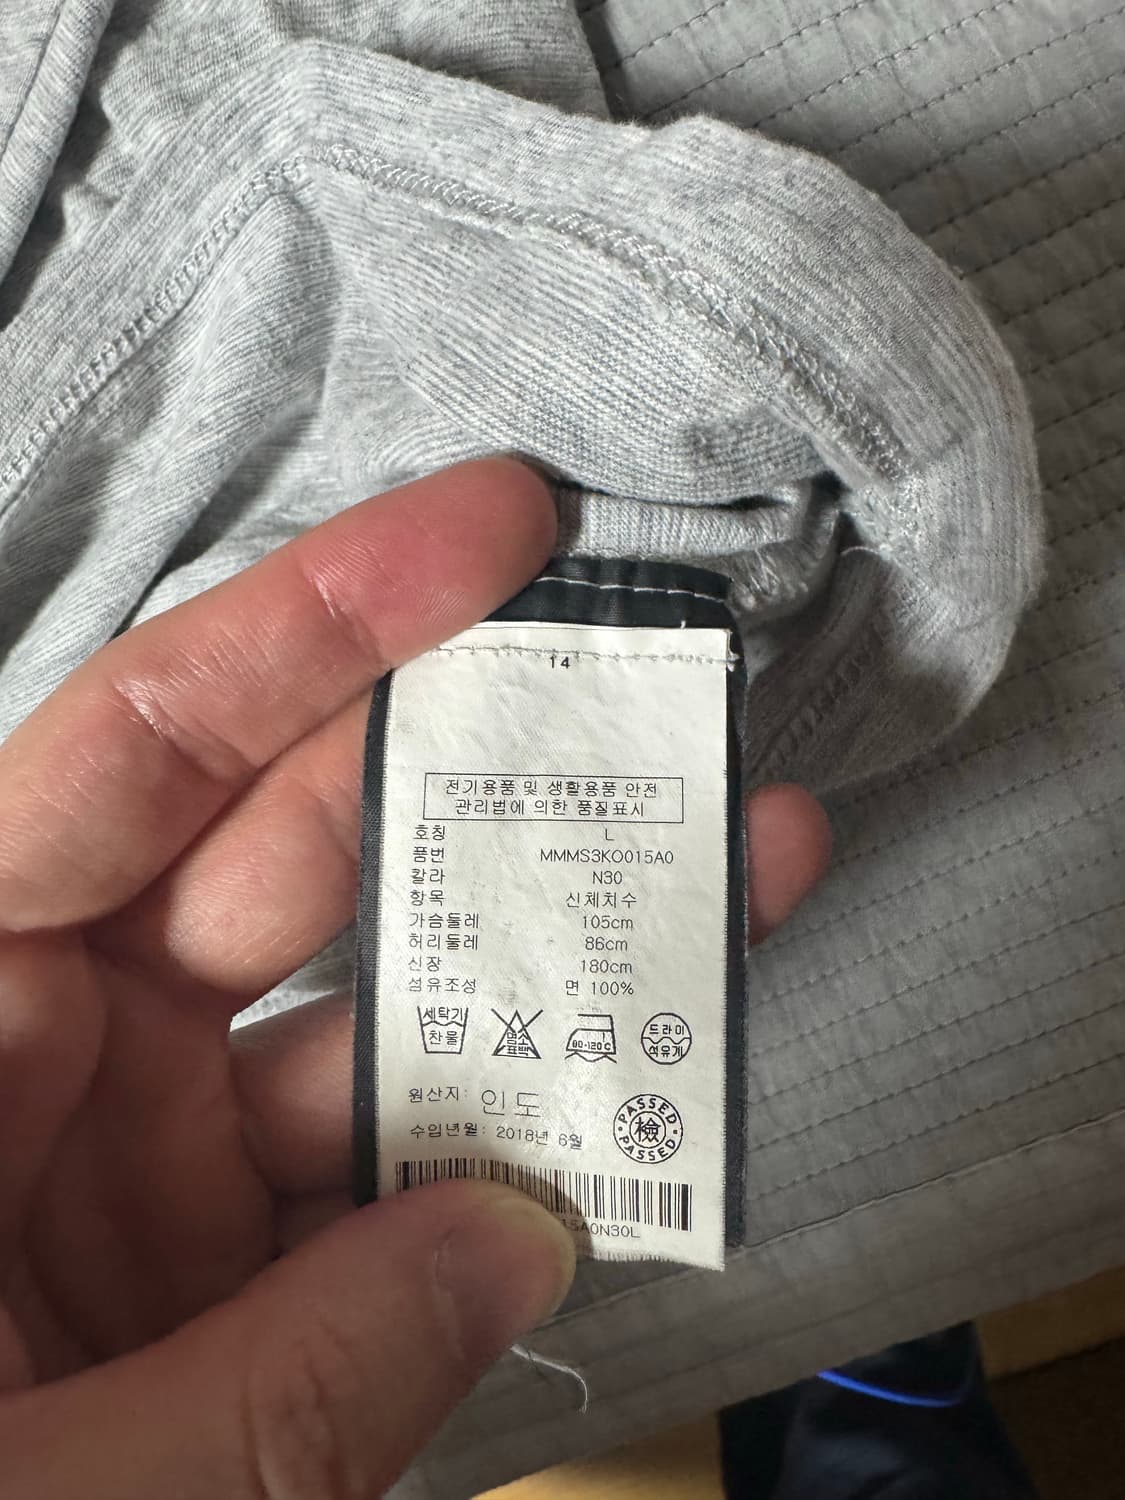 14
전기용품 및 생활용품 안전
관리법에 의한 품질표시
호칭 L
품번 MMMS3KO015A0
칼라 N30
항목 신체치수
가슴둘레 105cm
허리둘레 86cm
신장 180cm
섬유조성 면 100%
세탁기
찬물
염소
표백
80-120℃
드라이
석유계
원산지: 인도
수입년월: 2018년 6월
PASSED
檢
PASSED
15A0N30L